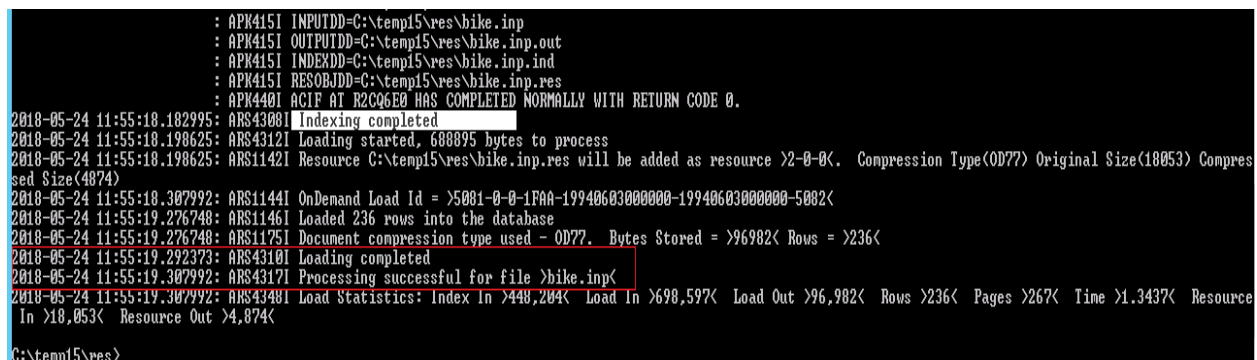 : APK415I INPUTDD=C:\temp15\res\bike.inp
: APK415I OUTPUTDD=C:\temp15\res\bike.inp.out
: APK415I INDEXDD=C:\temp15\res\bike.inp.ind
: APK415I RESOBJDD=C:\temp15\res\bike.inp.res
: APK440I ACIF AT R2CQ6E0 HAS COMPLETED NORMALLY WITH RETURN CODE 0.
2018-05-24 11:55:18.182995: ARS4308I Indexing completed
2018-05-24 11:55:18.198625: ARS4312I Loading started, 688895 bytes to process
2018-05-24 11:55:18.198625: ARS1142I Resource C:\temp15\res\bike.inp.res will be added as resource >2-0-0<.  Compression Type(OD77) Original Size(18053) Compres
sed Size(4874)
2018-05-24 11:55:18.307992: ARS1144I OnDemand Load Id = >5081-0-0-1FAA-19940603000000-19940603000000-5082<
2018-05-24 11:55:19.276748: ARS1146I Loaded 236 rows into the database
2018-05-24 11:55:19.276748: ARS1175I Document compression type used - OD77.  Bytes Stored = >96982< Rows = >236<
2018-05-24 11:55:19.292373: ARS4310I Loading completed
2018-05-24 11:55:19.307992: ARS4317I Processing successful for file >bike.inp<
2018-05-24 11:55:19.307992: ARS4348I Load Statistics: Index In >448,204<  Load In >698,597<  Load Out >96,982<  Rows >236<  Pages >267<  Time >1.3437<  Resource
In >18,053<  Resource Out >4,874<
C:\temp15\res>